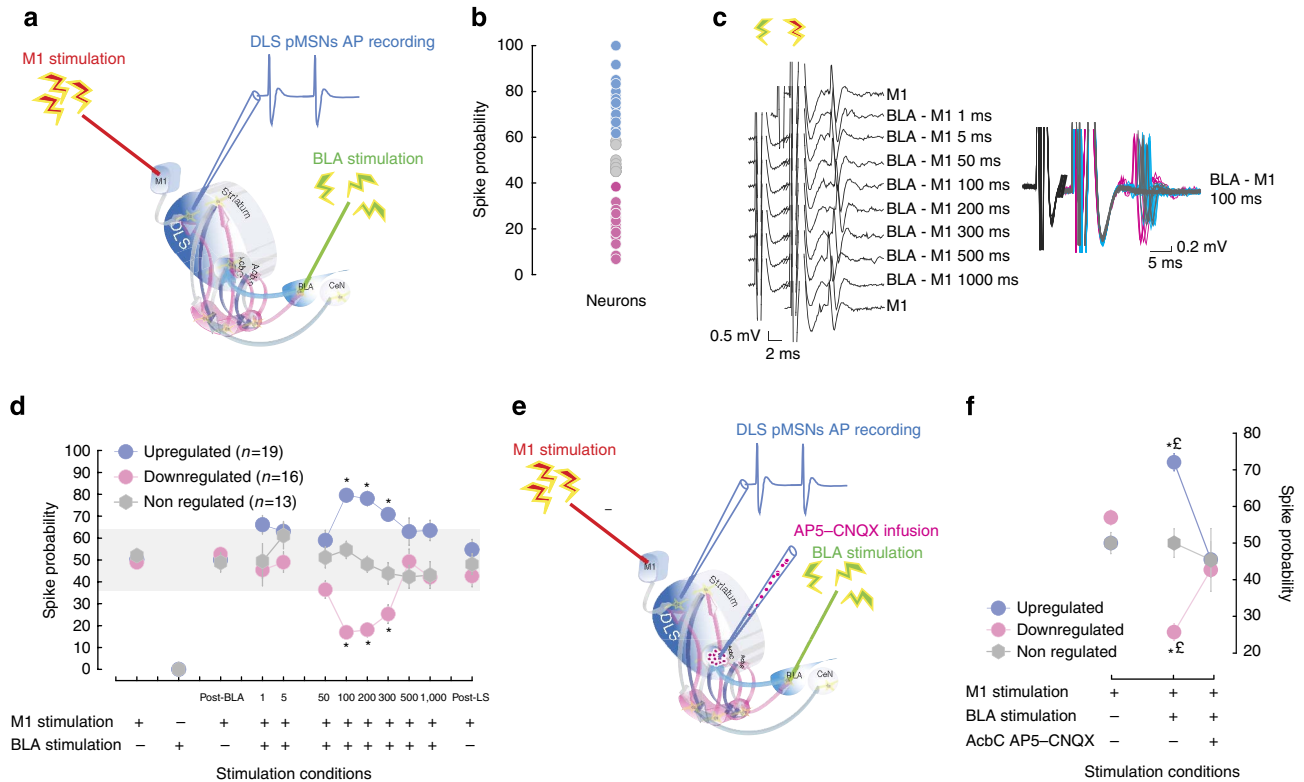 a
M1 stimulation
DLS pMSNs AP recording
BLA stimulation
M1
Striatum
DLS
AcbC
AcbS
BLA
CeN
b
Spike probability
100
80
60
40
20
0
Neurons
c
M1
BLA - M1 1 ms
BLA - M1 5 ms
BLA - M1 50 ms
BLA - M1 100 ms
BLA - M1 200 ms
BLA - M1 300 ms
BLA - M1 500 ms
BLA - M1 1000 ms
M1
0.5 mV
2 ms
BLA - M1
100 ms
0.2 mV
5 ms
d
Spike probability
100
90
80
70
60
50
40
30
20
10
0
Upregulated (n=19)
Downregulated (n=16)
Non regulated (n=13)
* * *
* * *
Post-BLA 1 5 50 100 200 300 500 1,000 Post-LS
M1 stimulation + – + + + + + + + + + +
BLA stimulation – + – + + + + + + + + –
Stimulation conditions
e
M1 stimulation
–
DLS pMSNs AP recording
AP5–CNQX infusion
BLA stimulation
M1
Striatum
DLS
AcbC
AcbS
BLA
CeN
f
*£
*£
80
70
60
50
40
30
20
Spike probability
Upregulated
Downregulated
Non regulated
M1 stimulation + + +
BLA stimulation – + +
AcbC AP5–CNQX – – +
Stimulation conditions